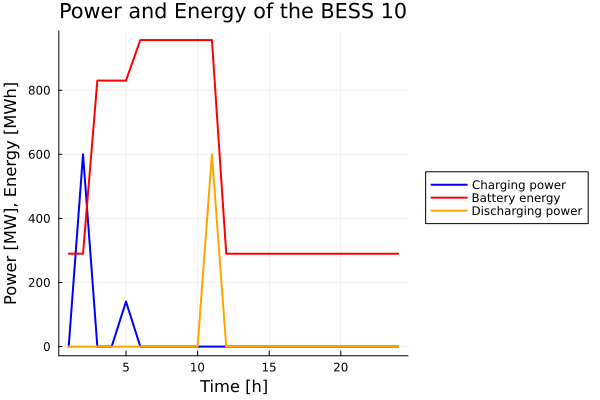 Power and Energy of the BESS 10
Power [MW], Energy [MWh]
800
600
400
200
0
5
10
15
20
Time [h]
Charging power
Battery energy
Discharging power